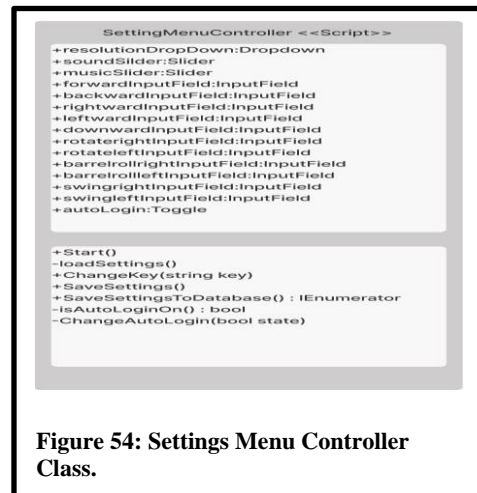 SettingMenuController <<Script>>
+resolutionDropDown:Dropdown
+soundSilder:Slider
+musicSlider:Slider
+forwardInputField:InputField
+backwardInputField:InputField
+rightwardInputField:InputField
+leftwardInputField:InputField
+downwardInputField:InputField
+rotaterightInputField:InputField
+rotateleftInputField:InputField
+barrelrollrightInputField:InputField
+barrelrollleftInputField:InputField
+swingrightInputField:InputField
+swingleftInputField:InputField
+autoLogin:Toggle
+Start()
-loadSettings()
+ChangeKey(string key)
+SaveSettings()
+SaveSettingsToDatabase() : IEnumerator
-isAutoLoginOn() : bool
-ChangeAutoLogin(bool state)
Figure 54: Settings Menu Controller
Class.